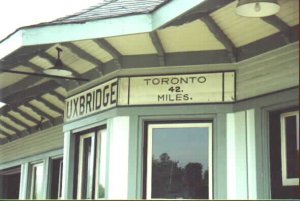 UXBRIDGE
TORONTO
42.
MILES.